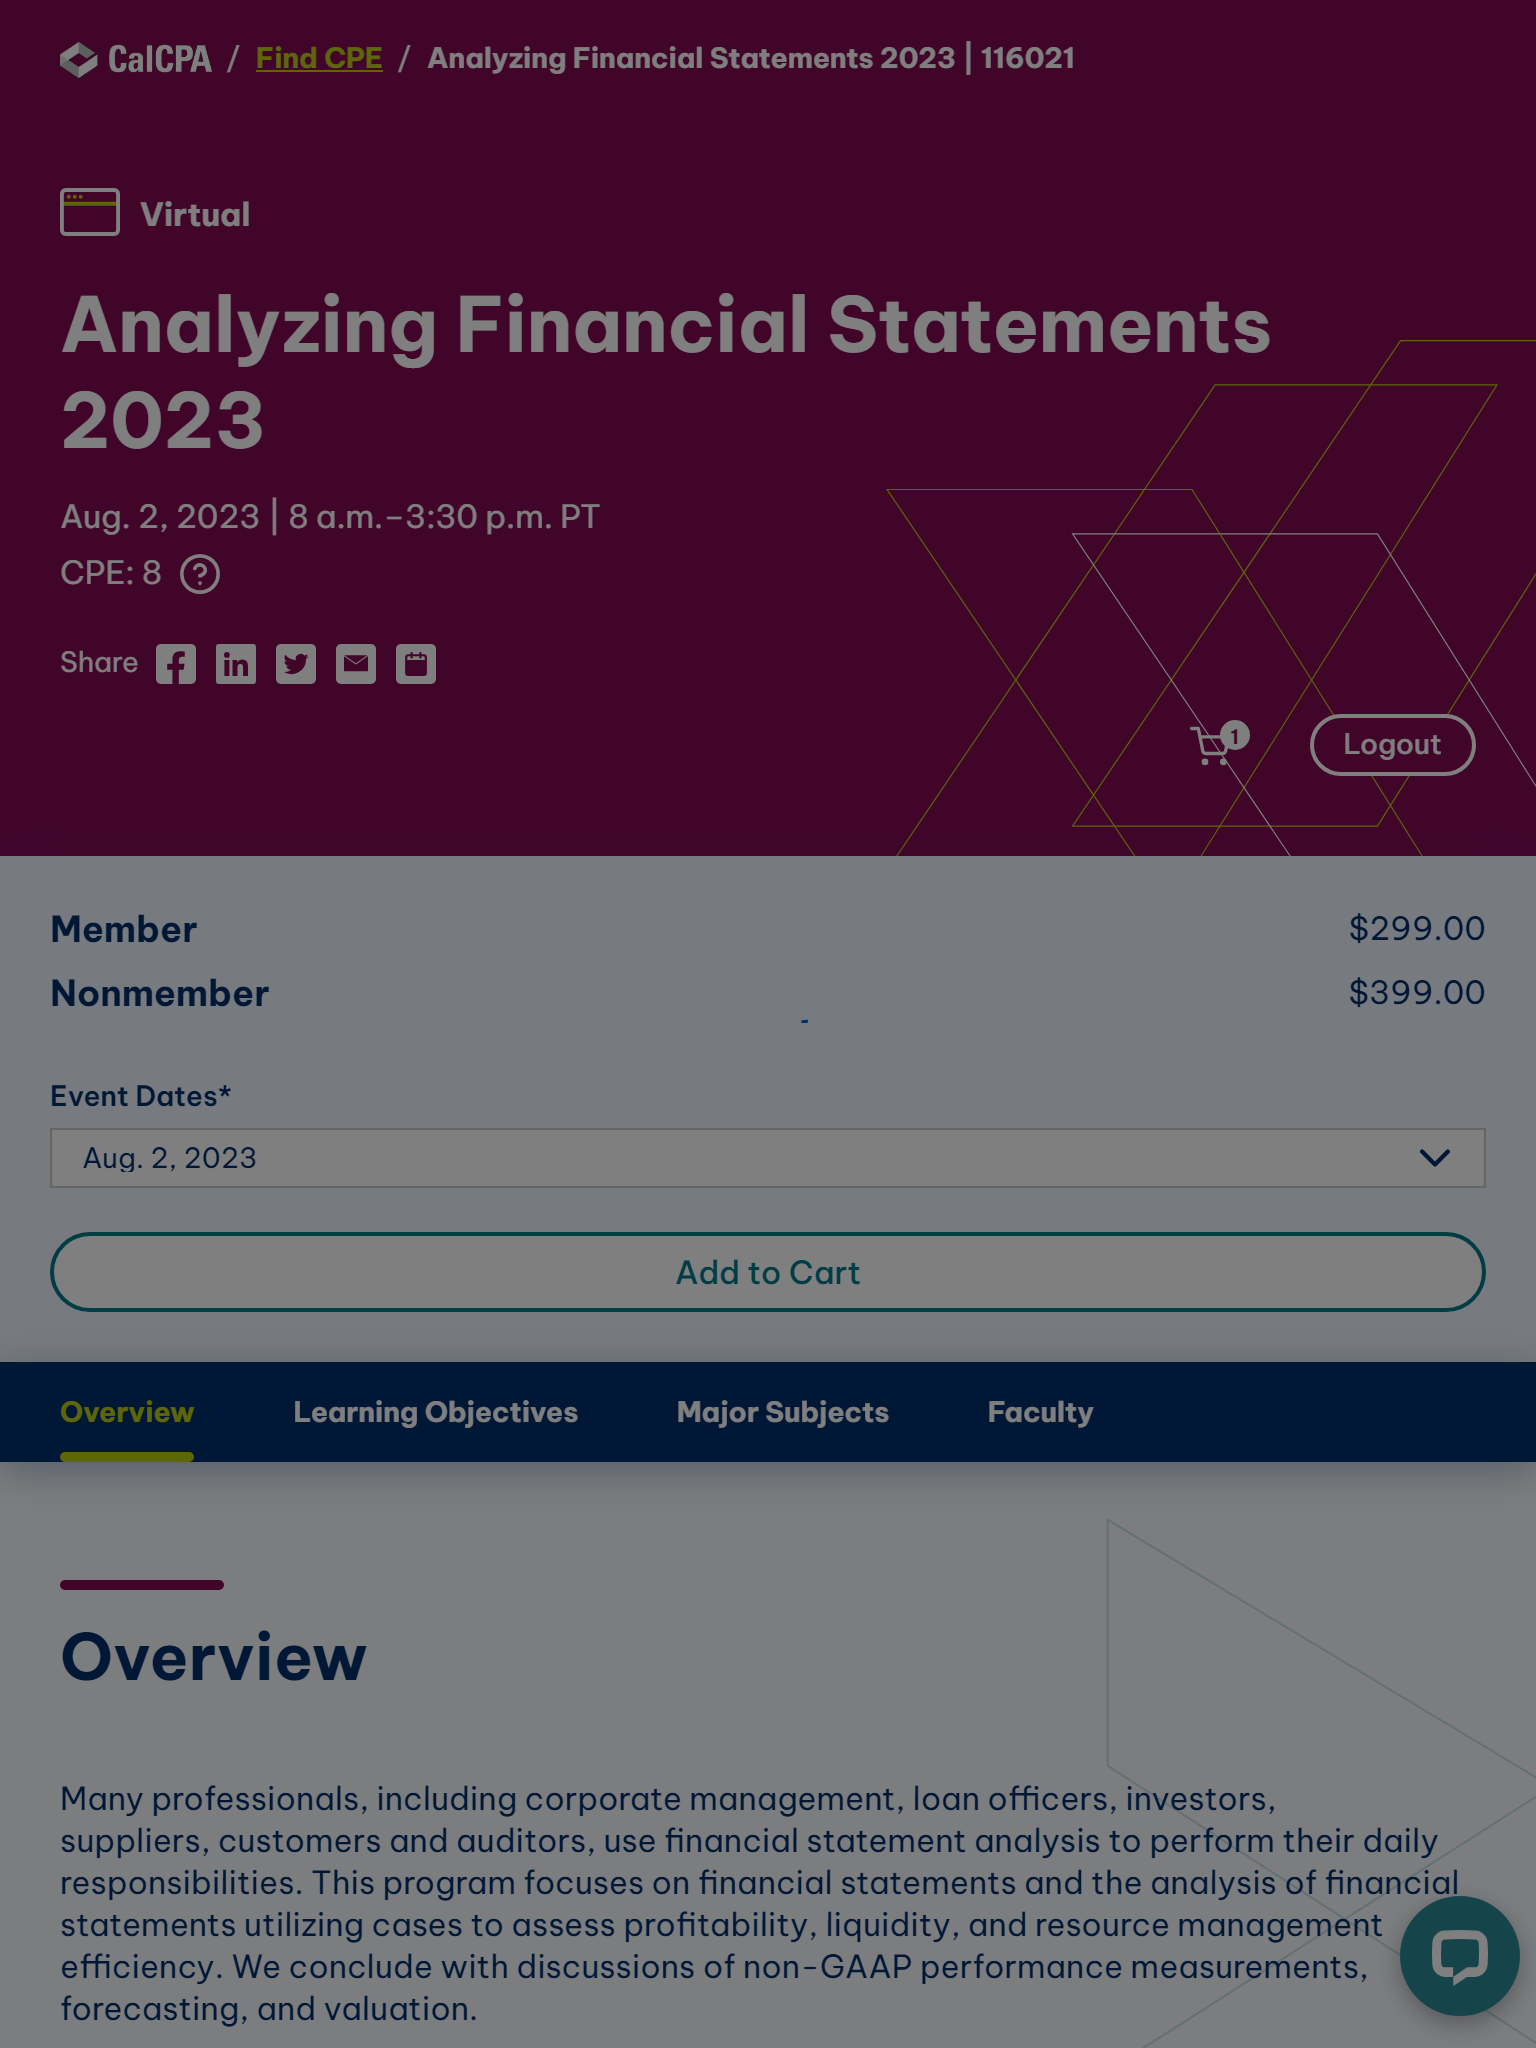 CalCPA / Find CPE / Analyzing Financial Statements 2023 | 116021
Virtual
Analyzing Financial Statements
2023
Aug. 2, 2023 | 8 a.m.–3:30 p.m. PT
CPE: 8 ?
Share
1
Logout
Member $299.00
Nonmember $399.00
-
Event Dates*
Aug. 2, 2023
Add to Cart
Overview Learning Objectives Major Subjects Faculty
Overview
Many professionals, including corporate management, loan officers, investors,
suppliers, customers and auditors, use financial statement analysis to perform their daily
responsibilities. This program focuses on financial statements and the analysis of financial
statements utilizing cases to assess profitability, liquidity, and resource management
efficiency. We conclude with discussions of non-GAAP performance measurements,
forecasting, and valuation.